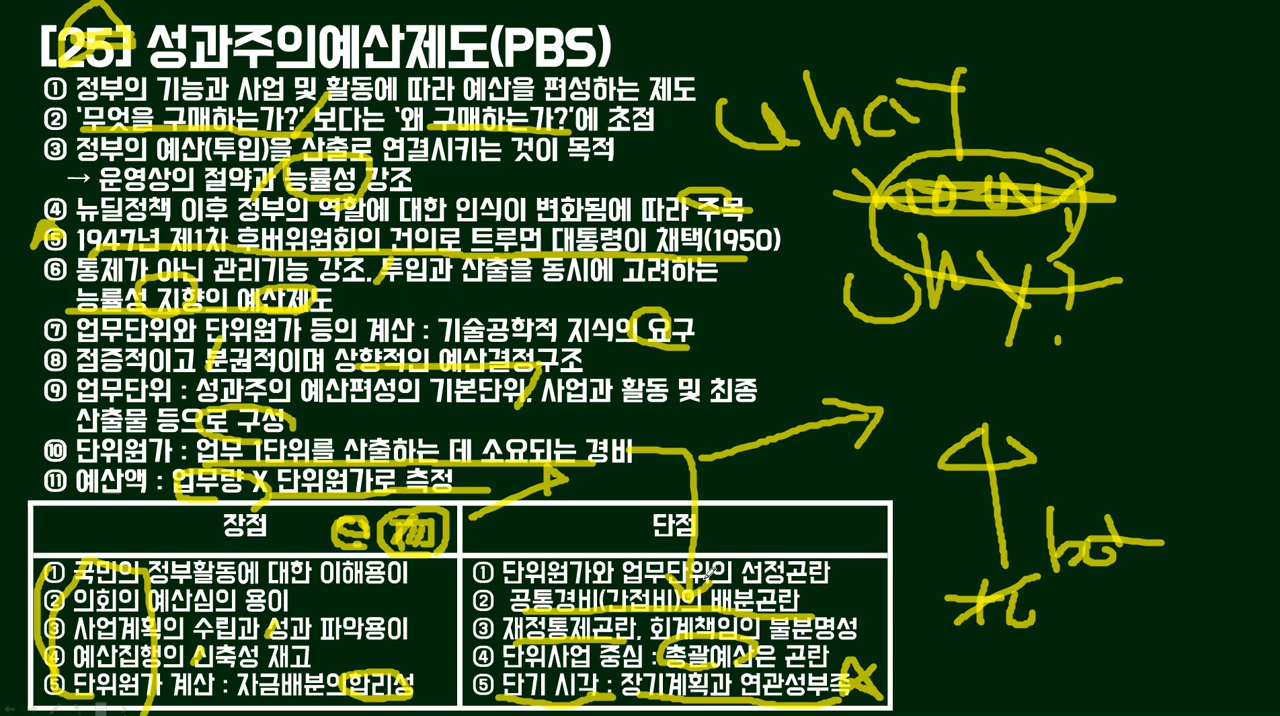 [25] 성과주의예산제도(PBS)
① 정부의 기능과 사업 및 활동에 따라 예산을 편성하는 제도
② '무엇을 구매하는가?' 보다는 '왜 구매하는가?'에 초점
③ 정부의 예산(투입)을 산출로 연결시키는 것이 목적
→ 운영상의 절약과 능률성 강조
④ 뉴딜정책 이후 정부의 역할에 대한 인식이 변화됨에 따라 주목
⑤ 1947년 제1차 후버위원회의 건의로 트루먼 대통령이 채택(1950)
⑥ 통제가 아닌 관리기능 강조, 투입과 산출을 동시에 고려하는
능률성 지향의 예산제도
⑦ 업무단위와 단위원가 등의 계산 : 기술공학적 지식의 요구
⑧ 점증적이고 분권적이며 상향적인 예산결정구조
⑨ 업무단위 : 성과주의 예산편성의 기본단위, 사업과 활동 및 최종
산출물 등으로 구성
⑩ 단위원가 : 업무 1단위를 산출하는 데 소요되는 경비
⑪ 예산액 : 업무량 X 단위원가로 측정
장점
① 국민의 정부활동에 대한 이해용이
② 의회의 예산심의 용이
③ 사업계획의 수립과 성과 파악용이
④ 예산집행의 신축성 재고
⑤ 단위원가 계산 : 자금배분의합리성
단점
① 단위원가와 업무단위의 선정곤란
② 공통경비(간접비)의 배분곤란
③ 재정통제곤란, 회계책임의 불분명성
④ 단위사업 중심 : 총괄예산은 곤란
⑤ 단기 시각 : 장기계획과 연관성부족
what
why?